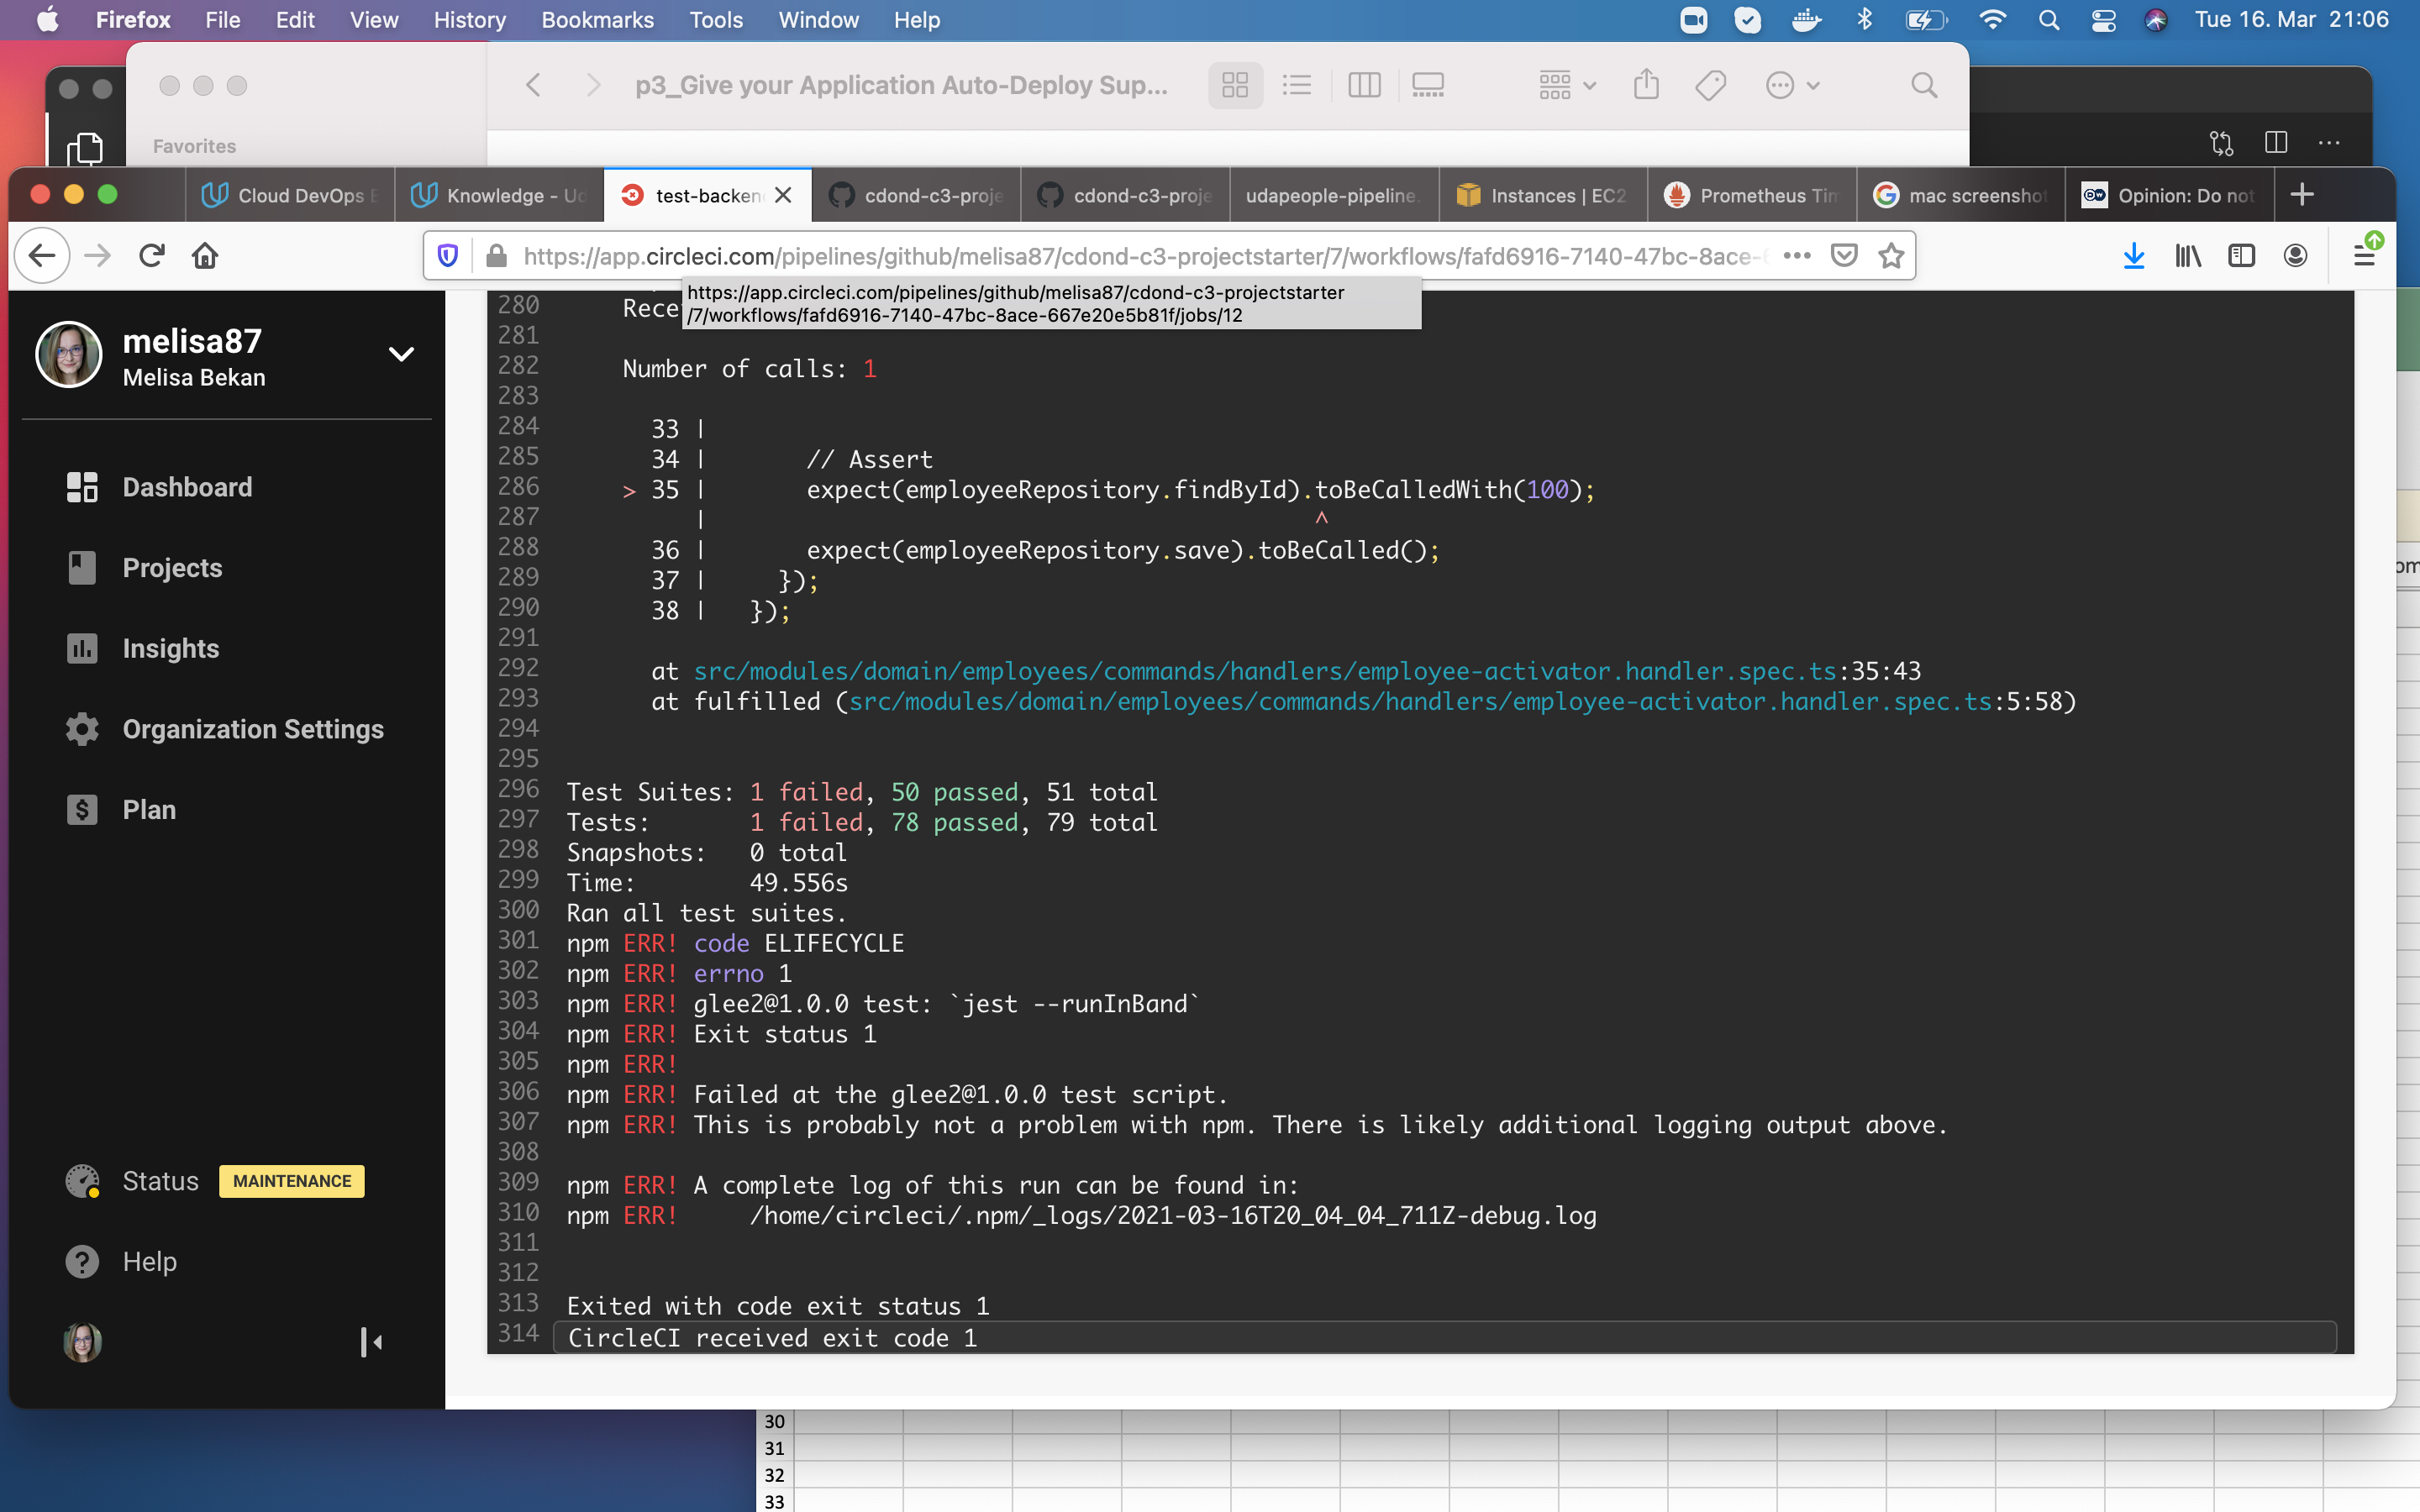 Firefox File Edit View History Bookmarks Tools Window Help Tue 16. Mar 21:06
p3_Give your Application Auto-Deploy Sup...
Favorites
Cloud DevOps E
Knowledge - Ud
test-backen
cdond-c3-proje
cdond-c3-proje
udapeople-pipeline.
Instances | EC2
Prometheus Tim
mac screenshot
Opinion: Do not
https://app.circleci.com/pipelines/github/melisa87/cdond-c3-projectstarter/7/workflows/fafd6916-7140-47bc-8ace-6
https://app.circleci.com/pipelines/github/melisa87/cdond-c3-projectstarter
/7/workflows/fafd6916-7140-47bc-8ace-667e20e5b81f/jobs/12
melisa87
Melisa Bekan
Dashboard
Projects
Insights
Organization Settings
Plan
Status MAINTENANCE
Help
280 Rece
281
282 Number of calls: 1
283
284 33 |
285 34 | // Assert
286 > 35 | expect(employeeRepository.findById).toBeCalledWith(100);
287 | ^
288 36 | expect(employeeRepository.save).toBeCalled();
289 37 | });
290 38 | });
291
292 at src/modules/domain/employees/commands/handlers/employee-activator.handler.spec.ts:35:43
293 at fulfilled (src/modules/domain/employees/commands/handlers/employee-activator.handler.spec.ts:5:58)
294
295
296 Test Suites: 1 failed, 50 passed, 51 total
297 Tests: 1 failed, 78 passed, 79 total
298 Snapshots: 0 total
299 Time: 49.556s
300 Ran all test suites.
301 npm ERR! code ELIFECYCLE
302 npm ERR! errno 1
303 npm ERR! glee2@1.0.0 test: `jest --runInBand`
304 npm ERR! Exit status 1
305 npm ERR!
306 npm ERR! Failed at the glee2@1.0.0 test script.
307 npm ERR! This is probably not a problem with npm. There is likely additional logging output above.
308
309 npm ERR! A complete log of this run can be found in:
310 npm ERR! /home/circleci/.npm/_logs/2021-03-16T20_04_04_711Z-debug.log
311
312
313 Exited with code exit status 1
314 CircleCI received exit code 1
om
30
31
32
33